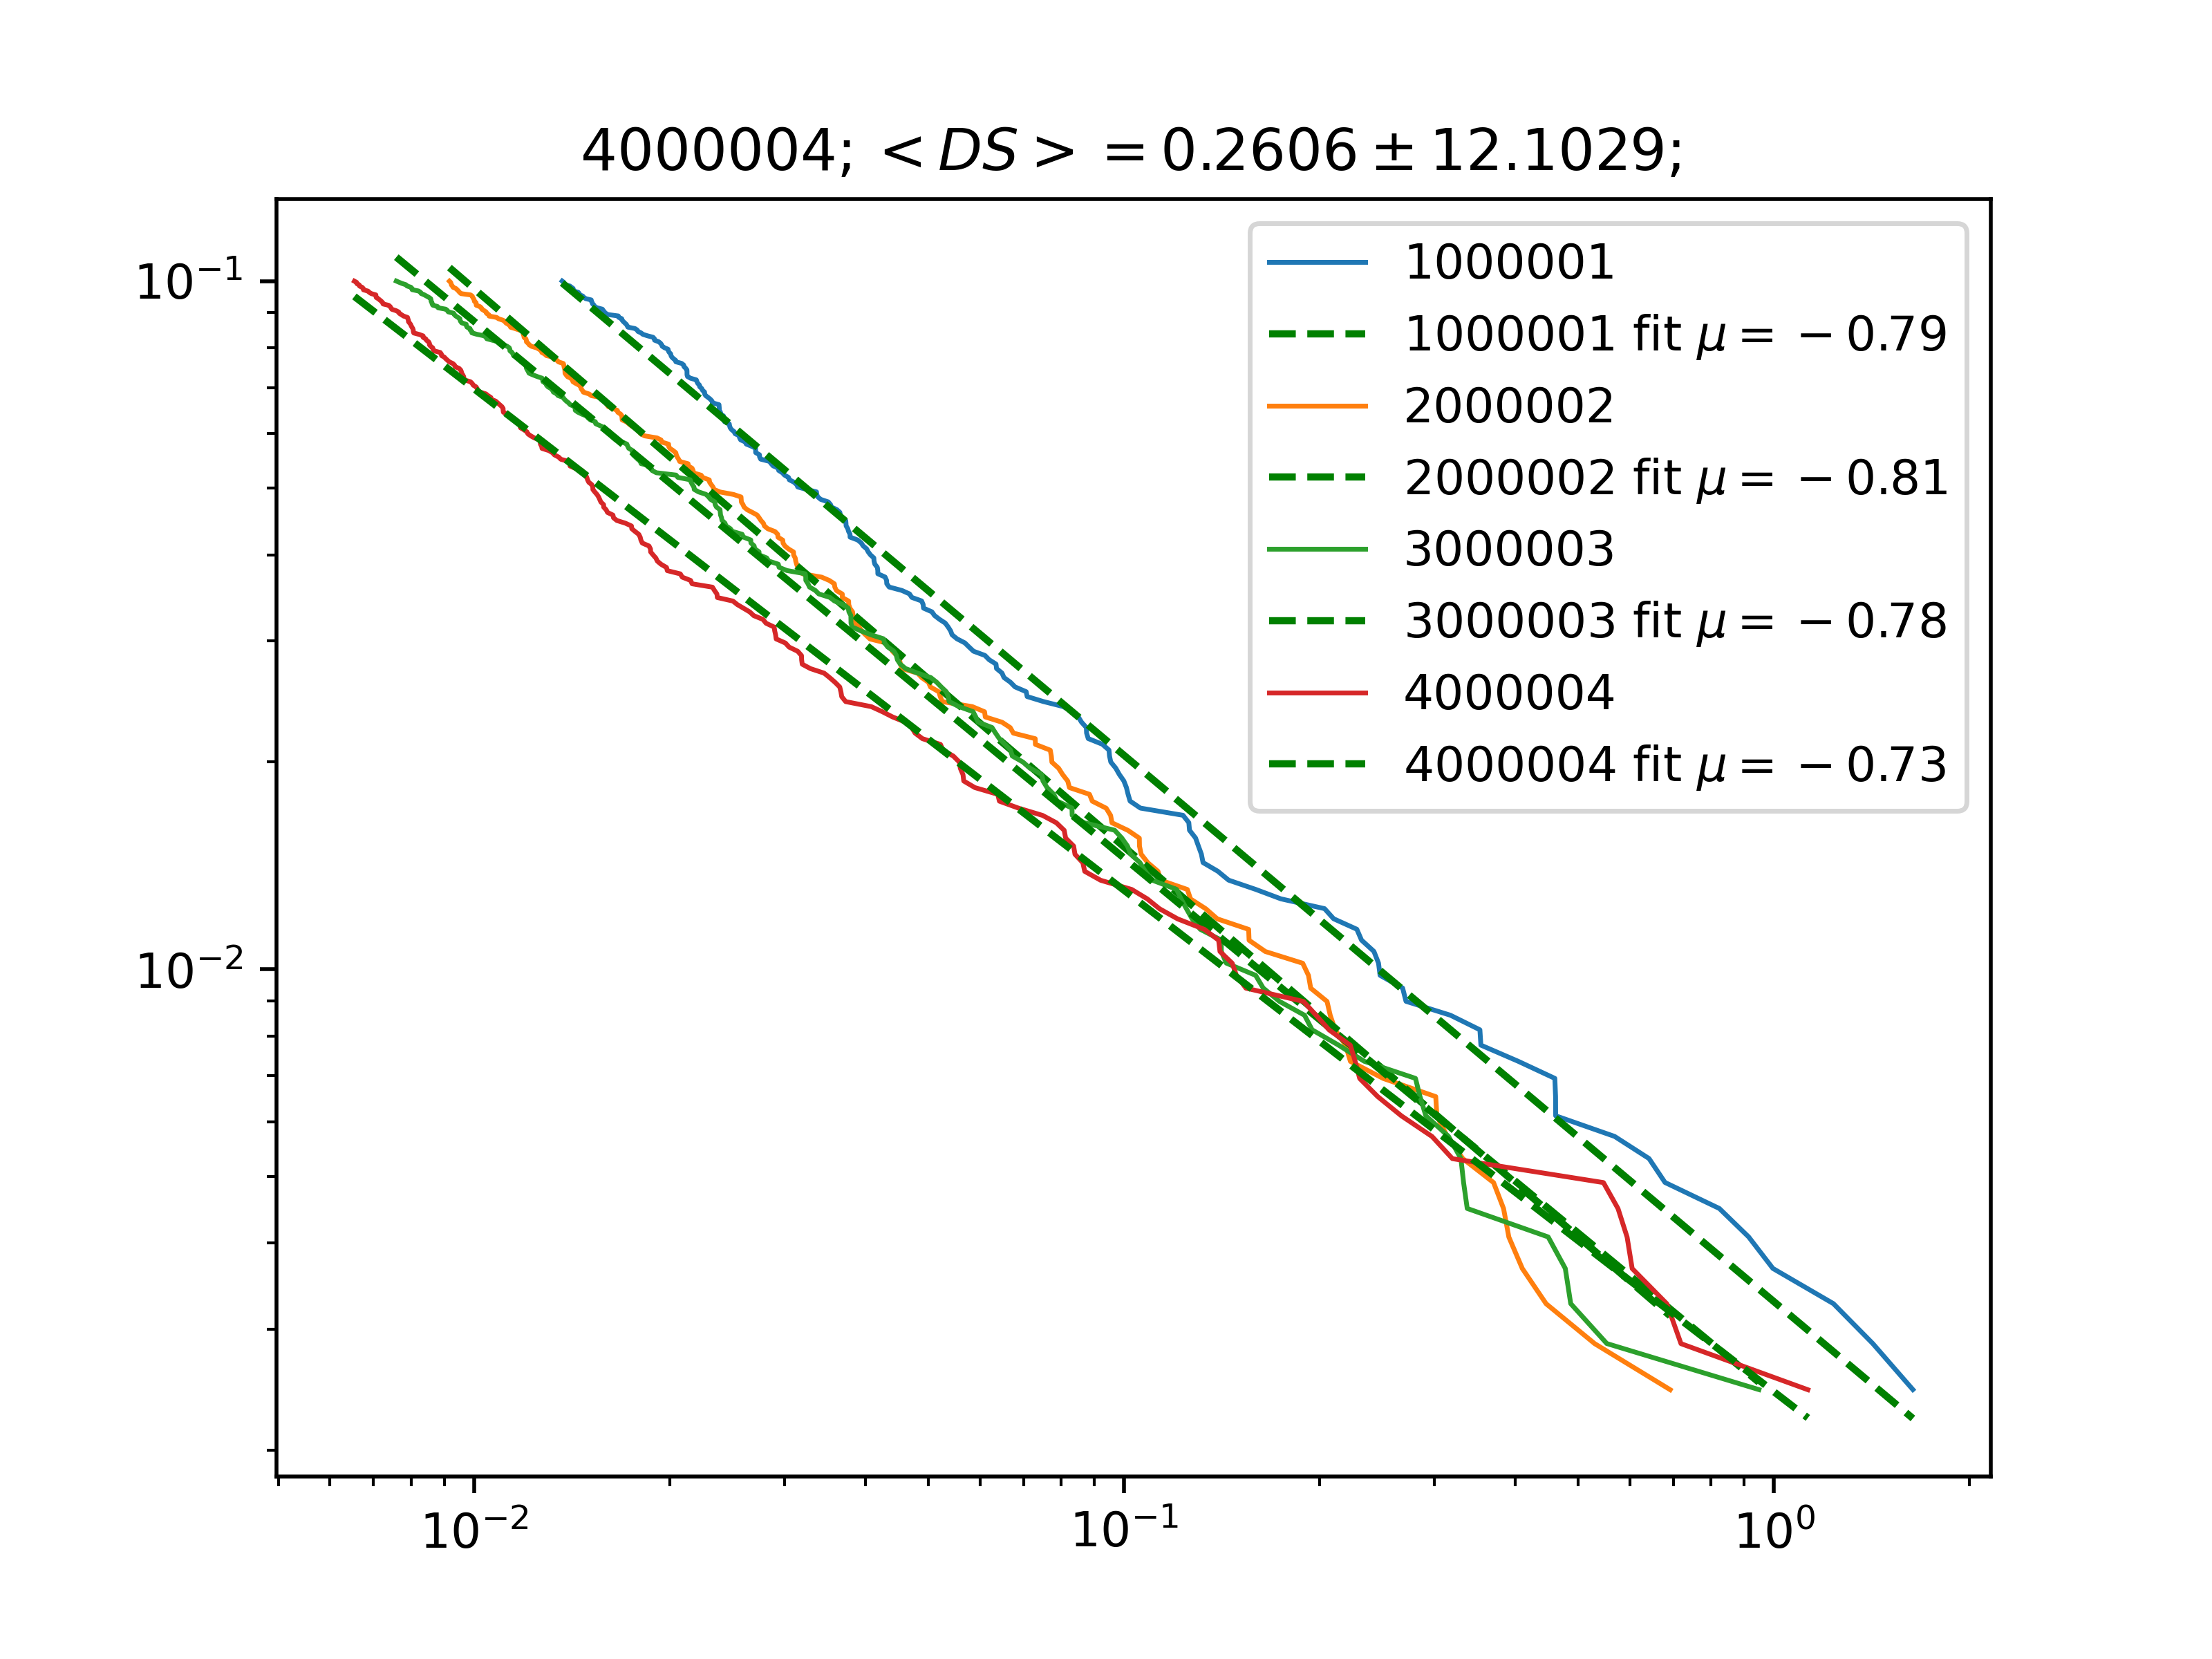 4000004; < DS > = 0.2606 ± 12.1029;
10⁻¹
10⁻²
1000001
1000001 fit μ = − 0.79
2000002
2000002 fit μ = − 0.81
3000003
3000003 fit μ = − 0.78
4000004
4000004 fit μ = − 0.73
10⁻²
10⁻¹
10⁰